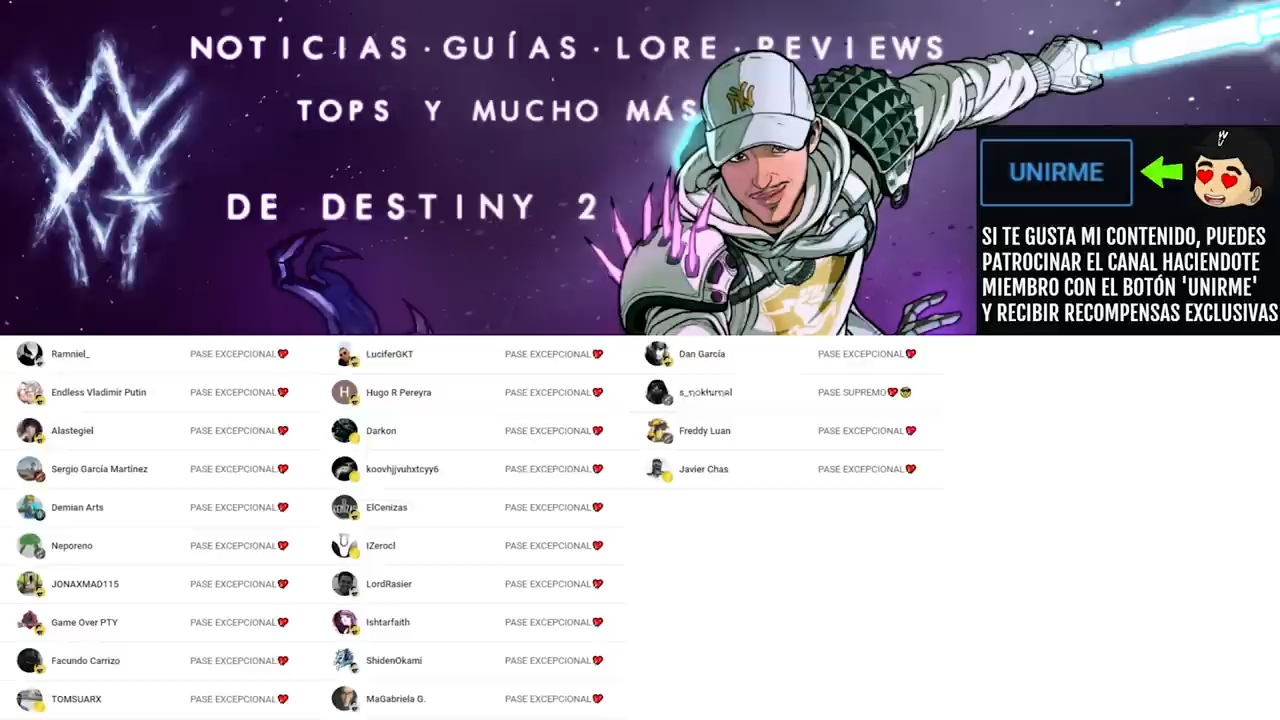 NOTICIAS · GUÍAS · LORE · REVIEWS
TOPS Y MUCHO MÁS
DE DESTINY 2
NY
UNIRME
SI TE GUSTA MI CONTENIDO, PUEDES
PATROCINAR EL CANAL HACIENDOTE
MIEMBRO CON EL BOTÓN 'UNIRME'
Y RECIBIR RECOMPENSAS EXCLUSIVAS
Ramniel_ PASE EXCEPCIONAL
Endless Vladimir Putin PASE EXCEPCIONAL
Alastegiel PASE EXCEPCIONAL
Sergio García Martínez PASE EXCEPCIONAL
Demian Arts PASE EXCEPCIONAL
Neporeno PASE EXCEPCIONAL
JONAXMAD115 PASE EXCEPCIONAL
Game Over PTY PASE EXCEPCIONAL
Facundo Carrizo PASE EXCEPCIONAL
TOMSUARX PASE EXCEPCIONAL
LuciferGKT PASE EXCEPCIONAL
H Hugo R Pereyra PASE EXCEPCIONAL
Darkon PASE EXCEPCIONAL
koovhjjvuhxtcyy6 PASE EXCEPCIONAL
ElCenizas PASE EXCEPCIONAL
IZerocl PASE EXCEPCIONAL
LordRasier PASE EXCEPCIONAL
Ishtarfaith PASE EXCEPCIONAL
ShidenOkami PASE EXCEPCIONAL
MaGabriela G. PASE EXCEPCIONAL
Dan García PASE EXCEPCIONAL
PASE SUPREMO
Freddy Luan PASE EXCEPCIONAL
Javier Chas PASE EXCEPCIONAL